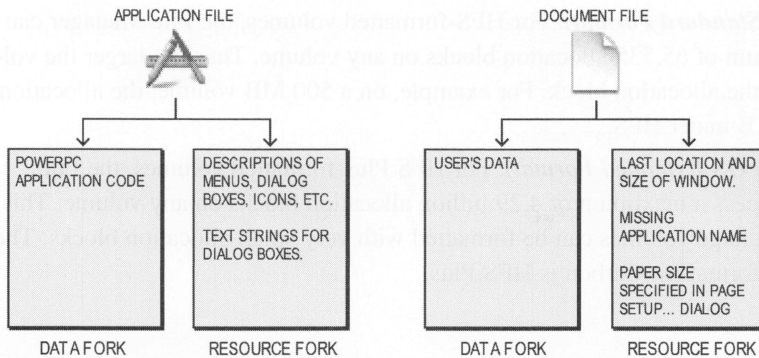 APPLICATION FILE
DOCUMENT FILE
POWERPC
APPLICATION CODE
DESCRIPTIONS OF
MENUS, DIALOG
BOXES, ICONS, ETC.
TEXT STRINGS FOR
DIALOG BOXES.
USER'S DATA
LAST LOCATION AND
SIZE OF WINDOW.
MISSING
APPLICATION NAME
PAPER SIZE
SPECIFIED IN PAGE
SETUP... DIALOG
DATA FORK
RESOURCE FORK
DATA FORK
RESOURCE FORK